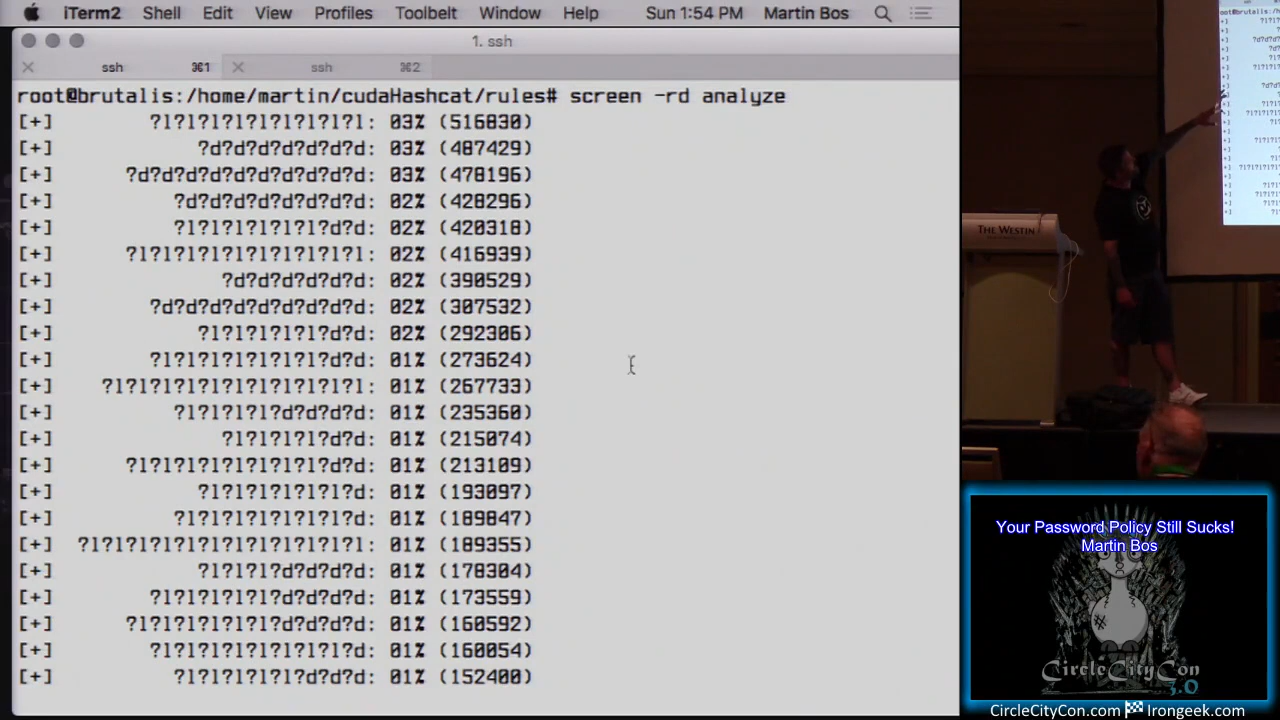 iTerm2 Shell Edit View Profiles Toolbelt Window Help Sun 1:54 PM Martin Bos
1. ssh
ssh ⌘1 ssh ⌘2
root@brutalis:/home/martin/cudaHashcat/rules# screen -rd analyze
[+] ?l?l?l?l?l?l?l?l?l: 03% (516830)
[+] ?d?d?d?d?d?d?d: 03% (487429)
[+] ?d?d?d?d?d?d?d?d?d?d: 03% (478196)
[+] ?d?d?d?d?d?d?d?d: 02% (428296)
[+] ?l?l?l?l?l?l?d?d: 02% (420318)
[+] ?l?l?l?l?l?l?l?l?l?l: 02% (416939)
[+] ?d?d?d?d?d?d: 02% (390529)
[+] ?d?d?d?d?d?d?d?d?d: 02% (307532)
[+] ?l?l?l?l?l?d?d: 02% (292306)
[+] ?l?l?l?l?l?l?l?d?d: 01% (273624)
[+] ?l?l?l?l?l?l?l?l?l?l?l: 01% (267733)
[+] ?l?l?l?l?d?d?d?d: 01% (235360)
[+] ?l?l?l?l?d?d: 01% (215074)
[+] ?l?l?l?l?l?l?l?l?d?d: 01% (213109)
[+] ?l?l?l?l?l?l?d: 01% (193097)
[+] ?l?l?l?l?l?l?l?d: 01% (189847)
[+] ?l?l?l?l?l?l?l?l?l?l?l?l: 01% (189355)
[+] ?l?l?l?d?d?d?d: 01% (178304)
[+] ?l?l?l?l?l?d?d?d?d: 01% (173559)
[+] ?l?l?l?l?l?l?d?d?d?d: 01% (160592)
[+] ?l?l?l?l?l?l?l?l?d: 01% (160054)
[+] ?l?l?l?l?l?d?d?d: 01% (152400)
THE WESTIN
Your Password Policy Still Sucks!
Martin Bos
CircleCityCon
3.0
CircleCityCon.com Irongeek.com